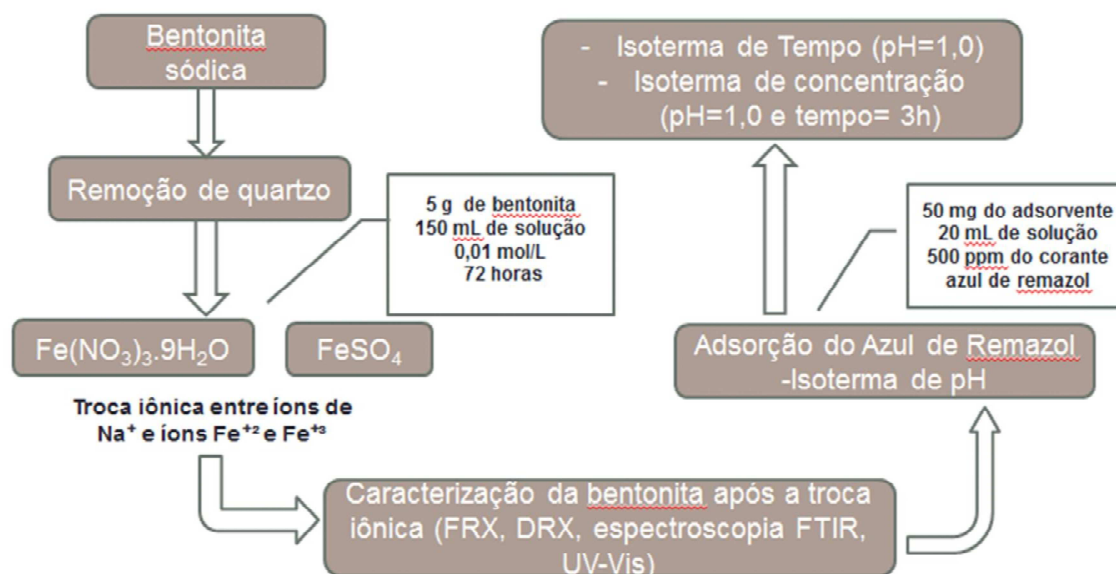 Bentonita
sódica
Remoção de quartzo
5 g de bentonita
150 mL de solução
0,01 mol/L
72 horas
Fe(NO₃)₃.9H₂O
FeSO₄
Troca iônica entre íons de
Na⁺ e íons Fe⁺² e Fe⁺³
Caracterização da bentonita após a troca
iônica (FRX, DRX, espectroscopia FTIR,
UV-Vis)
Adsorção do Azul de Remazol
-Isoterma de pH
50 mg do adsorvente
20 mL de solução
500 ppm do corante
azul de remazol
- Isoterma de Tempo (pH=1,0)
- Isoterma de concentração
(pH=1,0 e tempo= 3h)